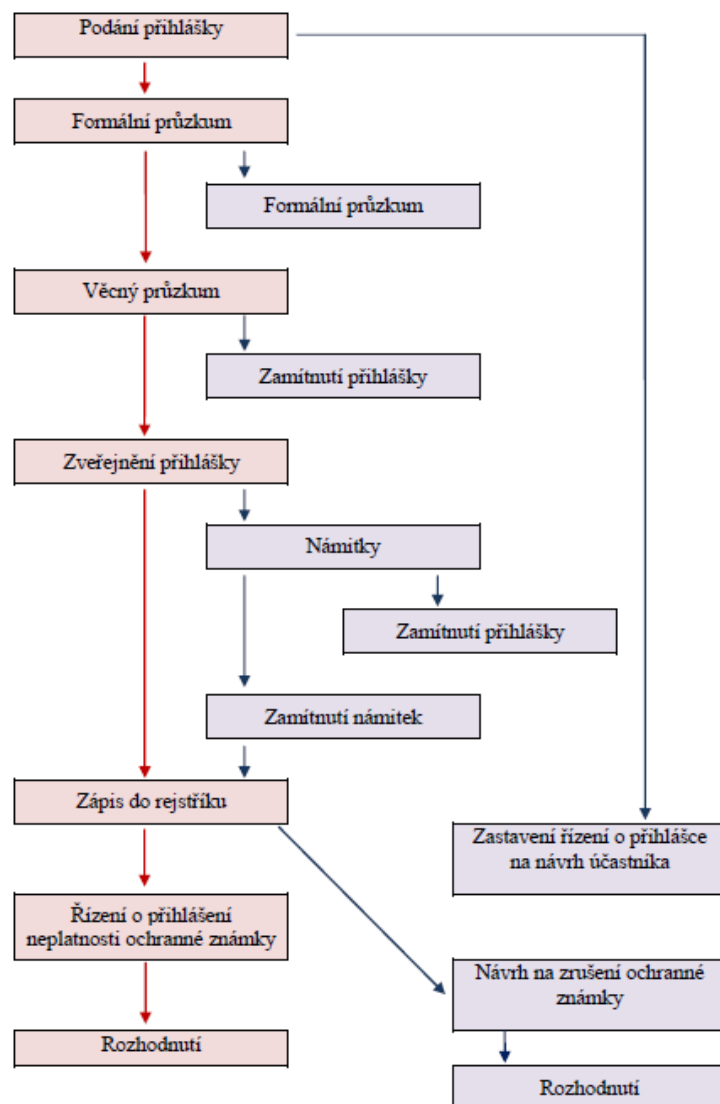 Podání přihlášky
Formální průzkum
Formální průzkum
Věcný průzkum
Zamítnutí přihlášky
Zveřejnění přihlášky
Námitky
Zamítnutí přihlášky
Zamítnutí námitek
Zápis do rejstříku
Zastavení řízení o přihlášce
na návrh účastníka
Řízení o přihlášení
neplatnosti ochranné známky
Návrh na zrušení ochranné
známky
Rozhodnutí
Rozhodnutí